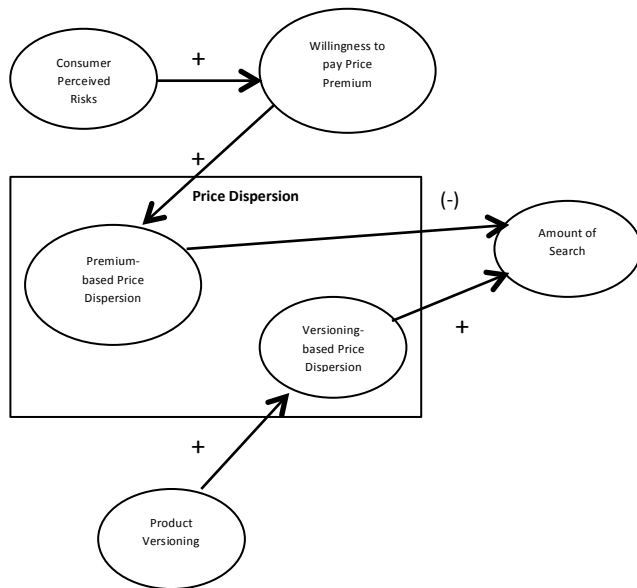 Consumer
Perceived
Risks
+
Willingness to
pay Price
Premium
+
Price Dispersion
(-)
Premium-
based Price
Dispersion
Amount of
Search
Versioning-
based Price
Dispersion
+
+
Product
Versioning